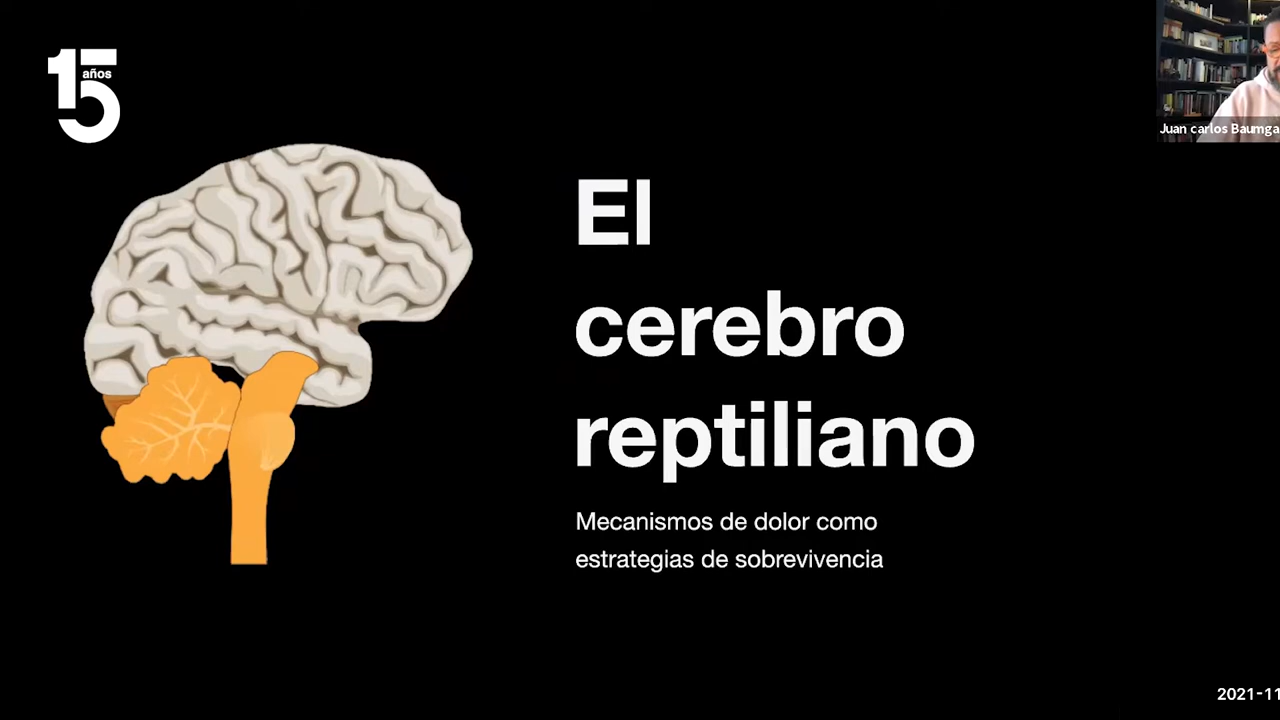 15
años
Juan carlos Baumga
El
cerebro
reptiliano
Mecanismos de dolor como
estrategias de sobrevivencia
2021-11